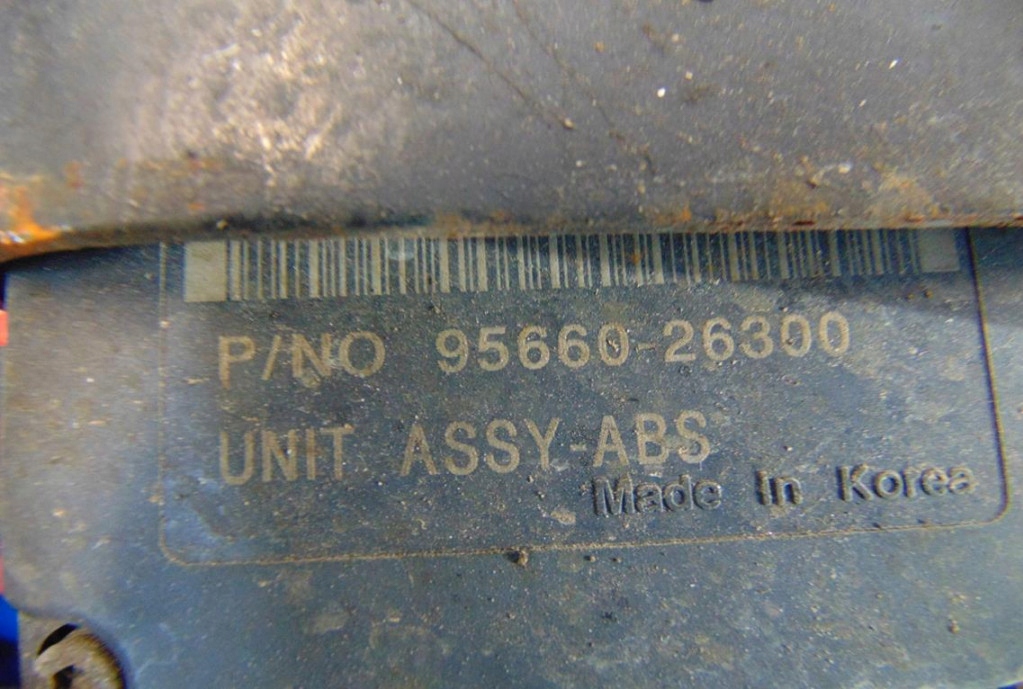 P/NO 95660-26300
UNIT ASSY-ABS
Made In Korea